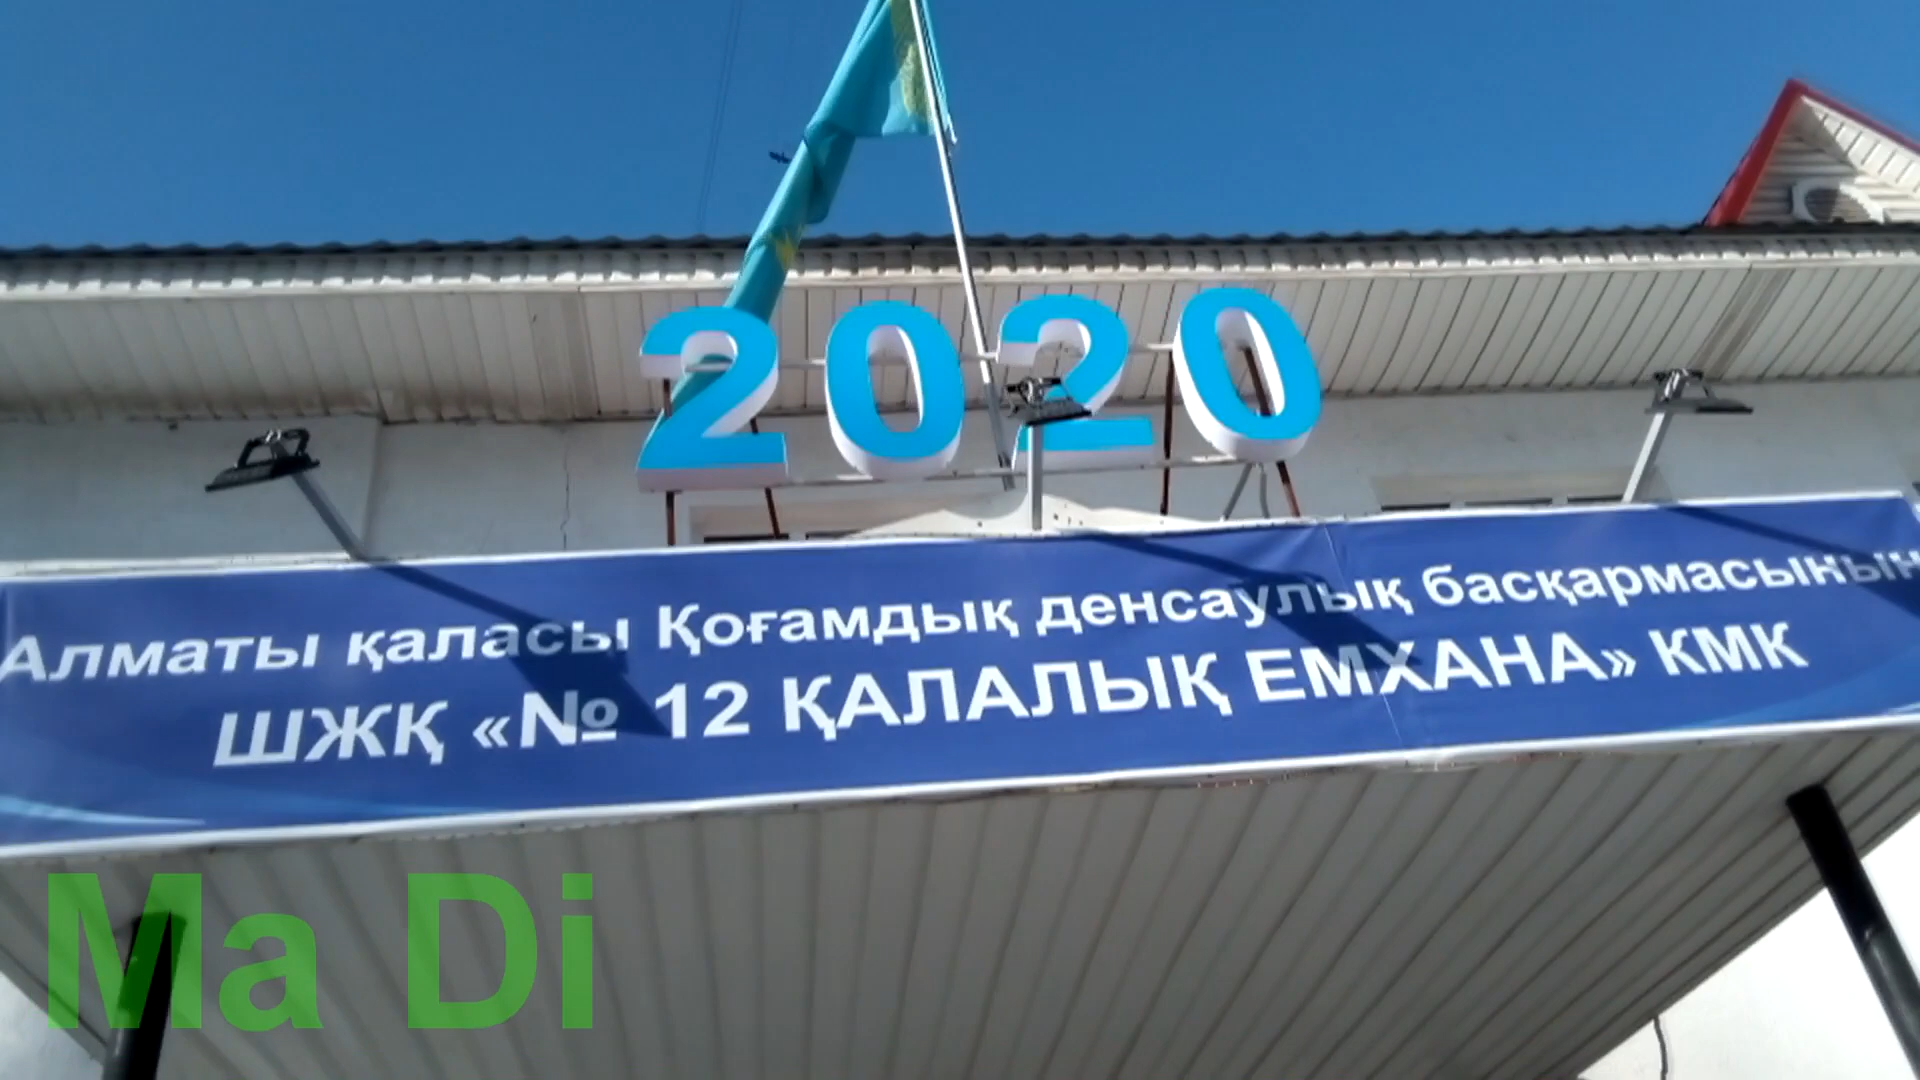 2020
Алматы қаласы Қоғамдық денсаулық басқармасының
ШЖҚ «№ 12 ҚАЛАЛЫҚ ЕМХАНА» КМК
Ma Di